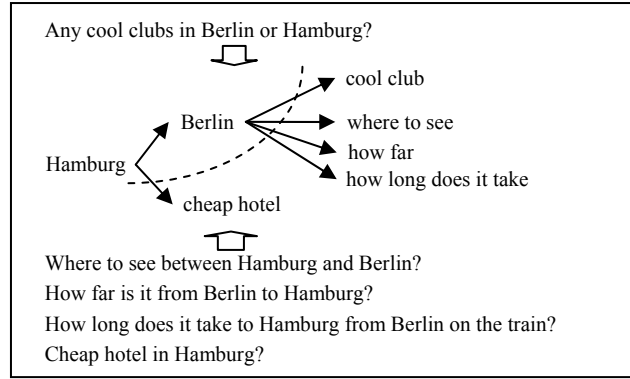 Any cool clubs in Berlin or Hamburg?
cool club
Berlin
where to see
how far
Hamburg
how long does it take
cheap hotel
Where to see between Hamburg and Berlin?
How far is it from Berlin to Hamburg?
How long does it take to Hamburg from Berlin on the train?
Cheap hotel in Hamburg?